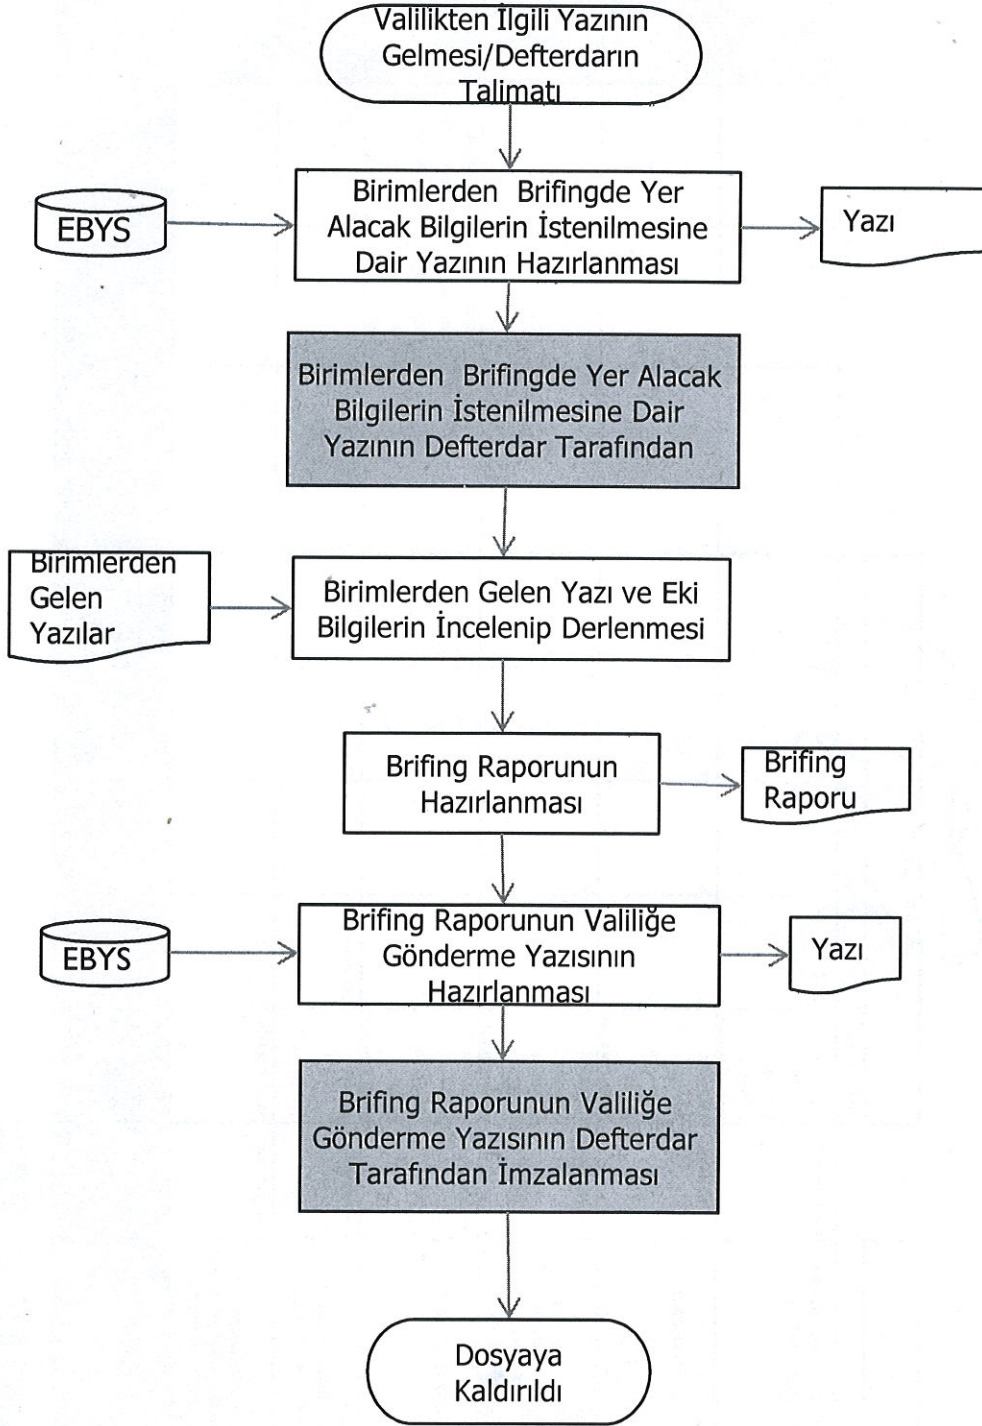 Valilikten İlgili Yazının
Gelmesi/Defterdarın
Talimatı
EBYS
Birimlerden Brifingde Yer
Alacak Bilgilerin İstenilmesine
Dair Yazının Hazırlanması
Yazı
Birimlerden Brifingde Yer Alacak
Bilgilerin İstenilmesine Dair
Yazının Defterdar Tarafından
Birimlerden
Gelen
Yazılar
Birimlerden Gelen Yazı ve Eki
Bilgilerin İncelenip Derlenmesi
Brifing Raporunun
Hazırlanması
Brifing
Raporu
EBYS
Brifing Raporunun Valiliğe
Gönderme Yazısının
Hazırlanması
Yazı
Brifing Raporunun Valiliğe
Gönderme Yazısının Defterdar
Tarafından İmzalanması
Dosyaya
Kaldırıldı